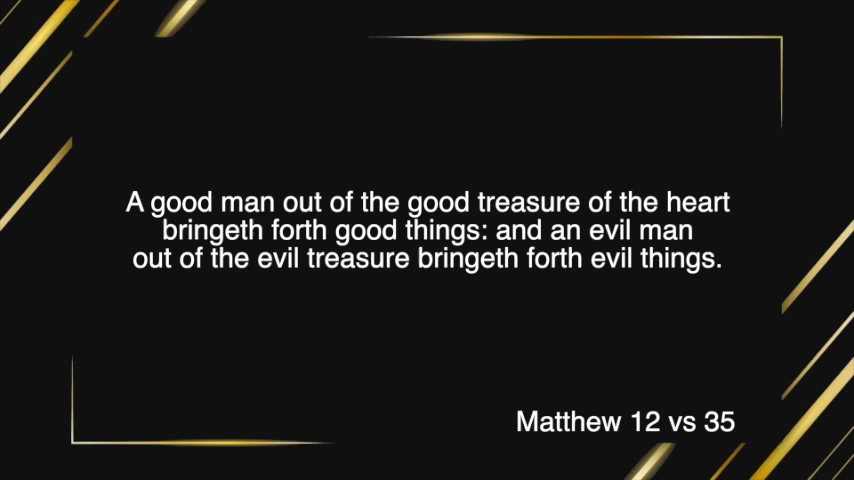 A good man out of the good treasure of the heart
bringeth forth good things: and an evil man
out of the evil treasure bringeth forth evil things.
Matthew 12 vs 35